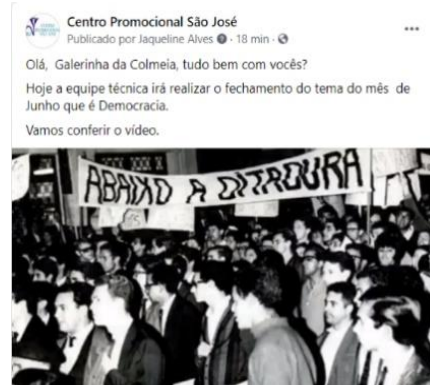 Centro Promocional São José
Publicado por Jaqueline Alves · 18 min ·
Olá, Galerinha da Colmeia, tudo bem com vocês?
Hoje a equipe técnica irá realizar o fechamento do tema do mês de
Junho que é Democracia.
Vamos conferir o vídeo.
ABAIXO A DITADURA